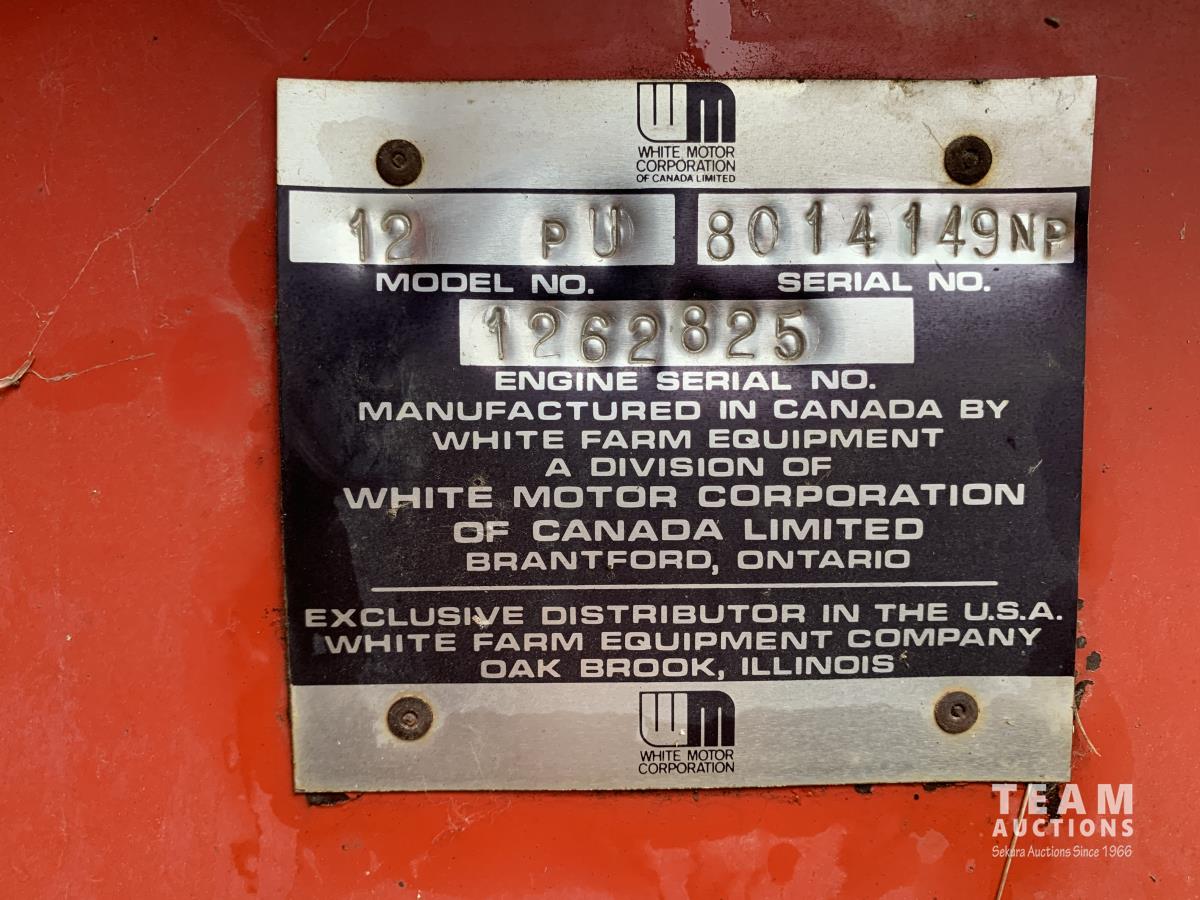 WM
WHITE MOTOR
CORPORATION
OF CANADA LIMITED
12 PU 8014149NP
MODEL NO. SERIAL NO.
1262825
ENGINE SERIAL NO.
MANUFACTURED IN CANADA BY
WHITE FARM EQUIPMENT
A DIVISION OF
WHITE MOTOR CORPORATION
OF CANADA LIMITED
BRANTFORD, ONTARIO
EXCLUSIVE DISTRIBUTOR IN THE U.S.A.
WHITE FARM EQUIPMENT COMPANY
OAK BROOK, ILLINOIS
WM
WHITE MOTOR
CORPORATION
TEAM
AUCTIONS
Sekura Auctions Since 1966